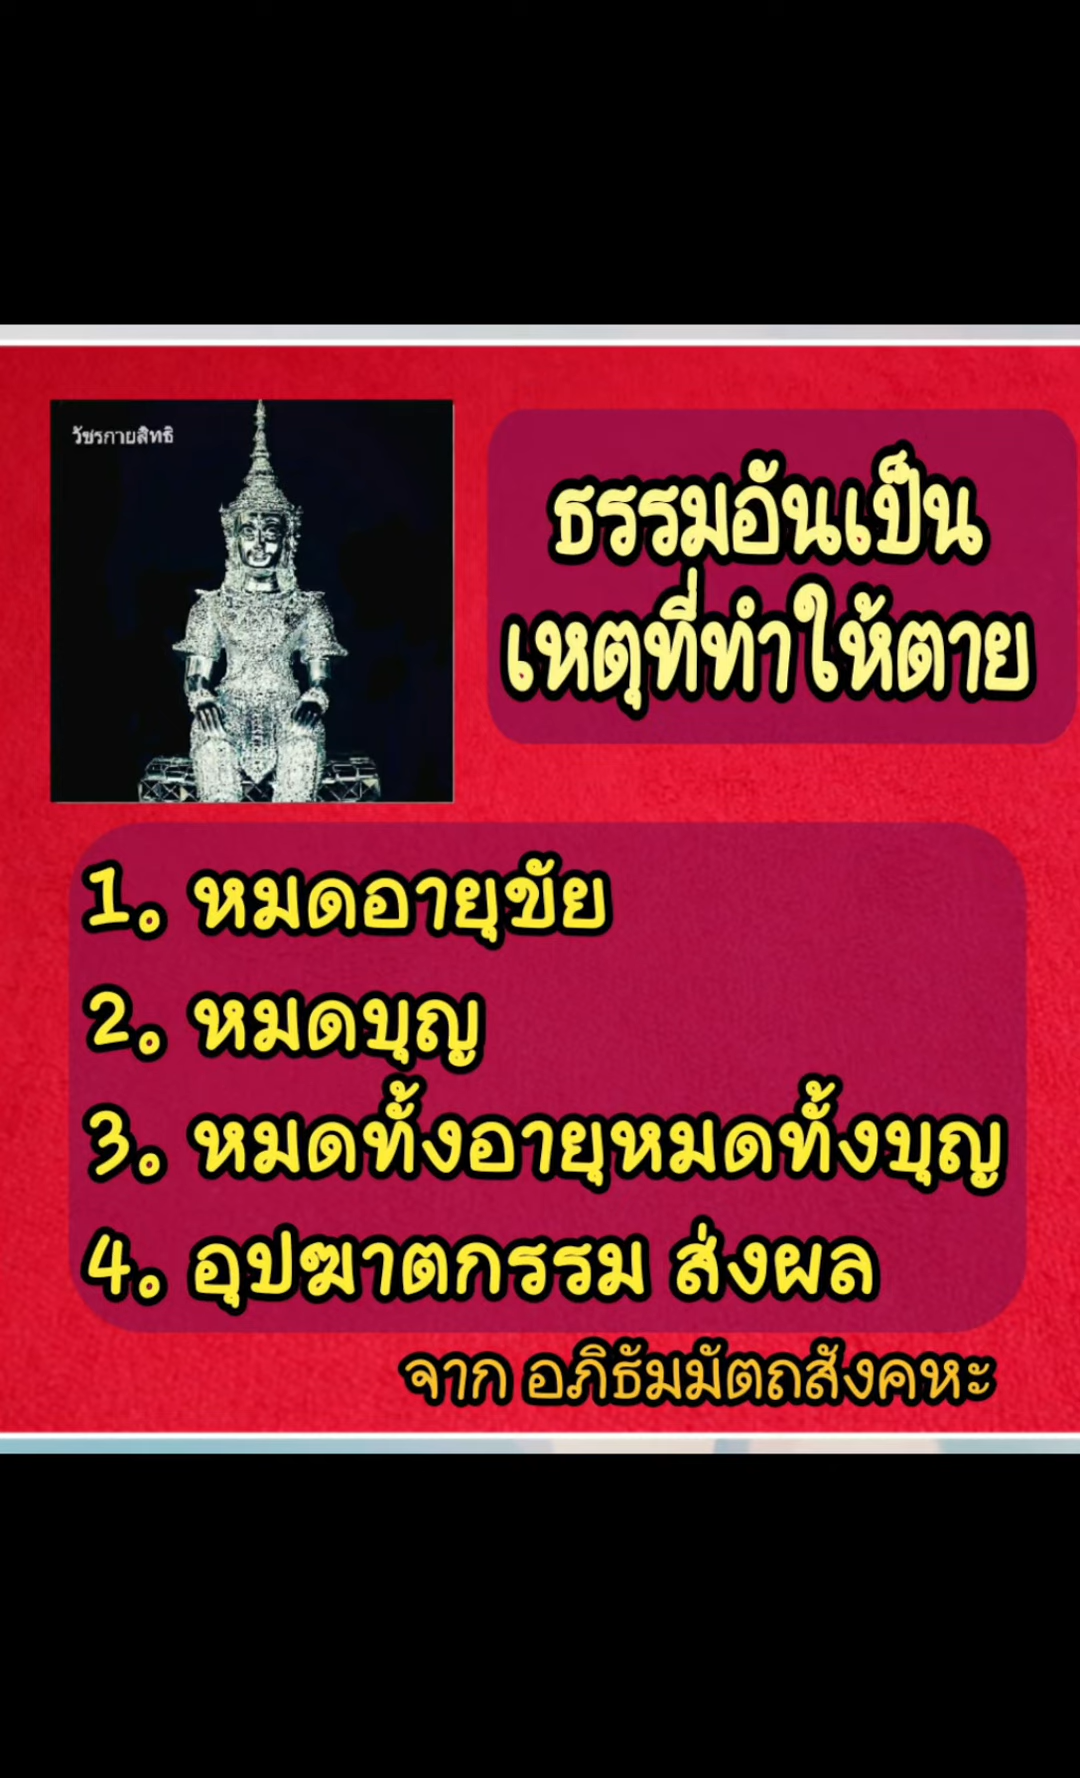 วัชรกายสิทธิ
ธรรมอันเป็น
เหตุที่ทำให้ตาย
1. หมดอายุขัย
2. หมดบุญ
3. หมดทั้งอายุหมดทั้งบุญ
4. อุปฆาตกรรม ส่งผล
จาก อภิธัมมัตถสังคหะ